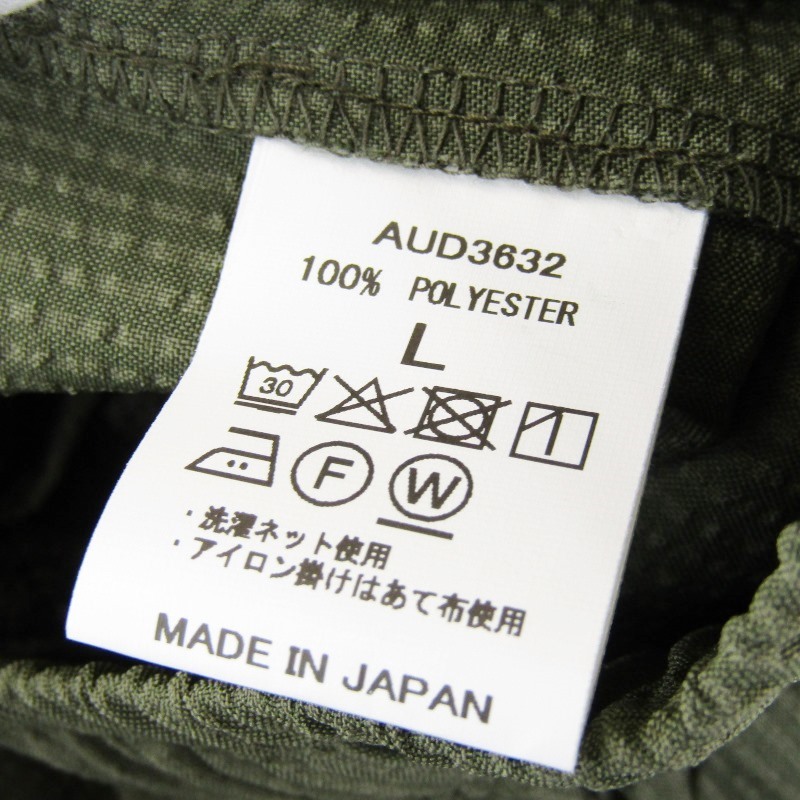 AUD3632
100% POLYESTER
L
30
F W
・洗濯ネット使用
・アイロン掛けはあて布使用
MADE IN JAPAN